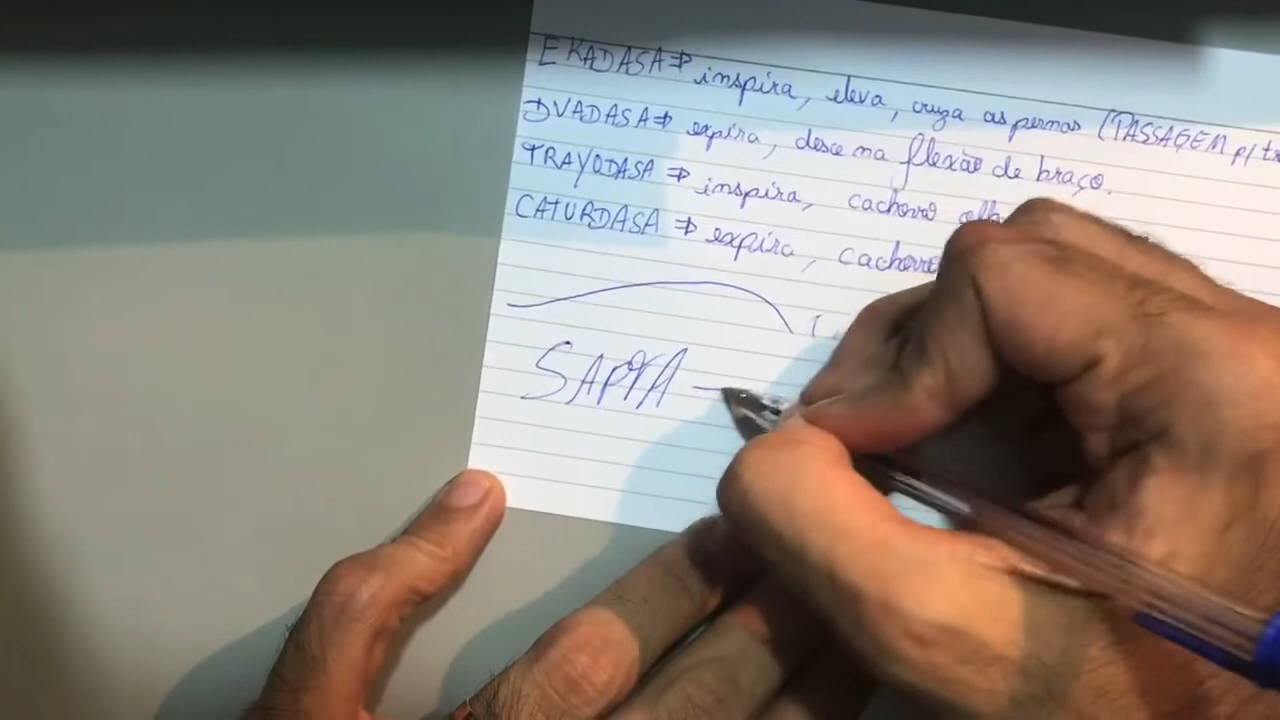 EKADASA ⇒ inspira, eleva, cruza as pernas (PASSAGEM p/
DVADASA ⇒ expira, desce na flexão de braço.
TRAYODASA ⇒ inspira, cachorro
CATURDASA ⇒ expira, cachorro
SAPTA —